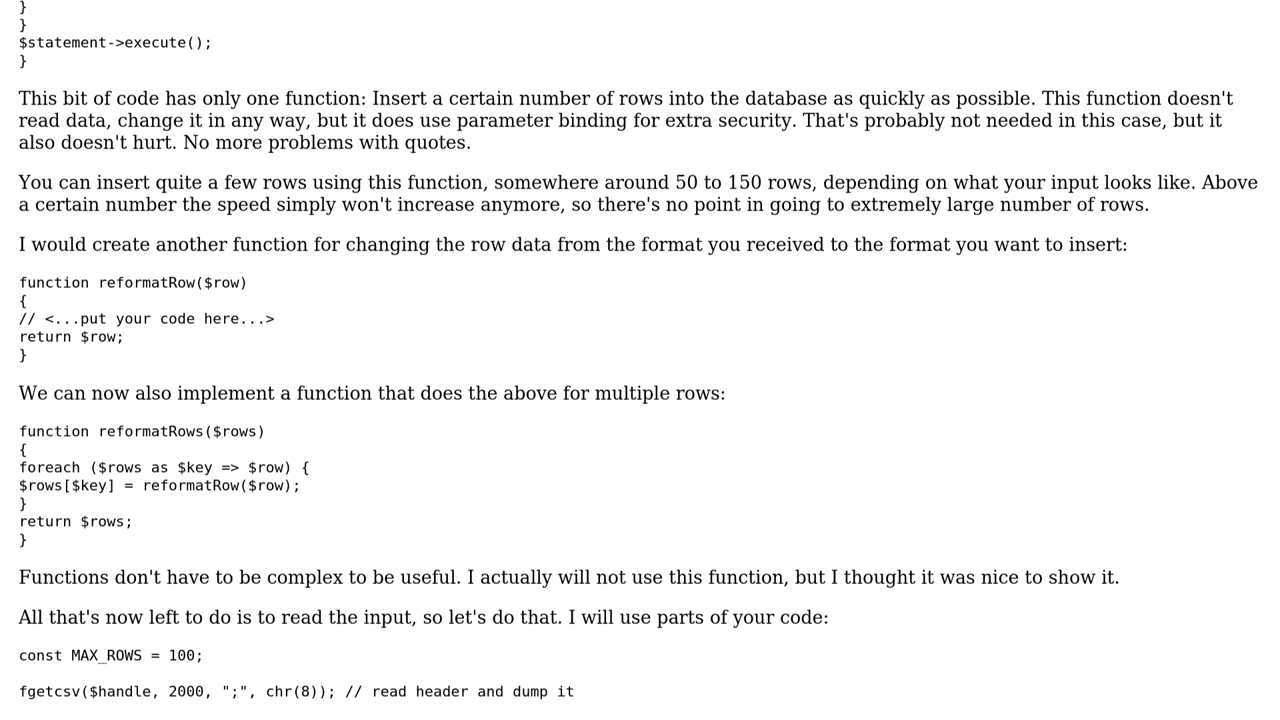 }
}
$statement->execute();
}
This bit of code has only one function: Insert a certain number of rows into the database as quickly as possible. This function doesn't
read data, change it in any way, but it does use parameter binding for extra security. That's probably not needed in this case, but it
also doesn't hurt. No more problems with quotes.
You can insert quite a few rows using this function, somewhere around 50 to 150 rows, depending on what your input looks like. Above
a certain number the speed simply won't increase anymore, so there's no point in going to extremely large number of rows.
I would create another function for changing the row data from the format you received to the format you want to insert:
function reformatRow($row)
{
// <...put your code here...>
return $row;
}
We can now also implement a function that does the above for multiple rows:
function reformatRows($rows)
{
foreach ($rows as $key => $row) {
$rows[$key] = reformatRow($row);
}
return $rows;
}
Functions don't have to be complex to be useful. I actually will not use this function, but I thought it was nice to show it.
All that's now left to do is to read the input, so let's do that. I will use parts of your code:
const MAX_ROWS = 100;
fgetcsv($handle, 2000, ";", chr(8)); // read header and dump it